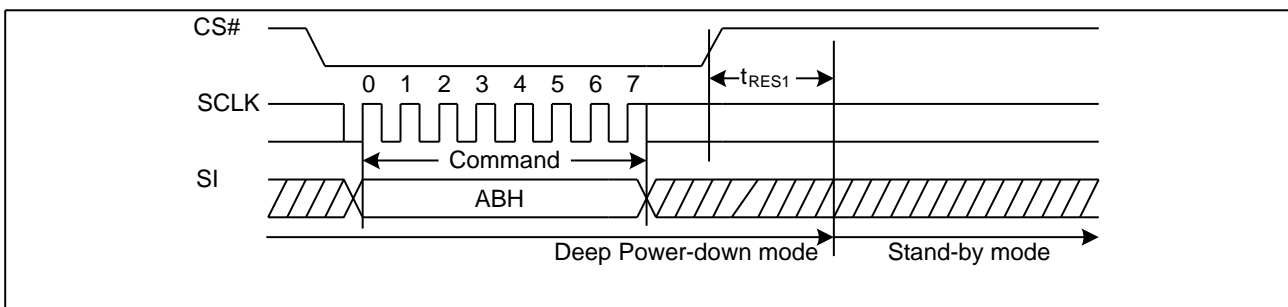 CS#
0 1 2 3 4 5 6 7
tRES1
SCLK
Command
SI
ABH
Deep Power-down mode Stand-by mode